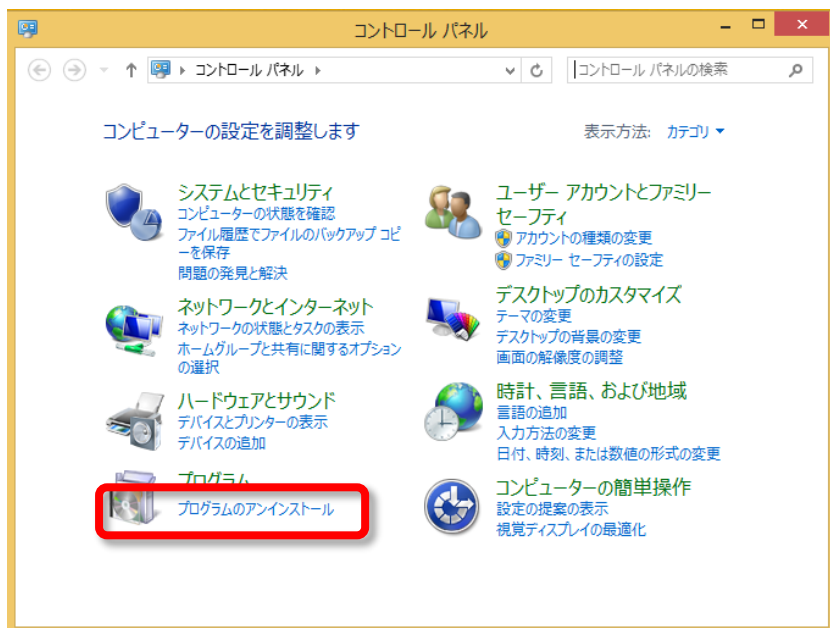 コントロール パネル
コントロール パネル
コントロール パネルの検索
コンピューターの設定を調整します
表示方法: カテゴリ
システムとセキュリティ
コンピューターの状態を確認
ファイル履歴でファイルのバックアップ コピ
ーを保存
問題の発見と解決
ネットワークとインターネット
ネットワークの状態とタスクの表示
ホームグループと共有に関するオプション
の選択
ハードウェアとサウンド
デバイスとプリンターの表示
デバイスの追加
プログラム
プログラムのアンインストール
ユーザー アカウントとファミリー
セーフティ
アカウントの種類の変更
ファミリー セーフティの設定
デスクトップのカスタマイズ
テーマの変更
デスクトップの背景の変更
画面の解像度の調整
時計、言語、および地域
言語の追加
入力方法の変更
日付、時刻、または数値の形式の変更
コンピューターの簡単操作
設定の提案の表示
視覚ディスプレイの最適化